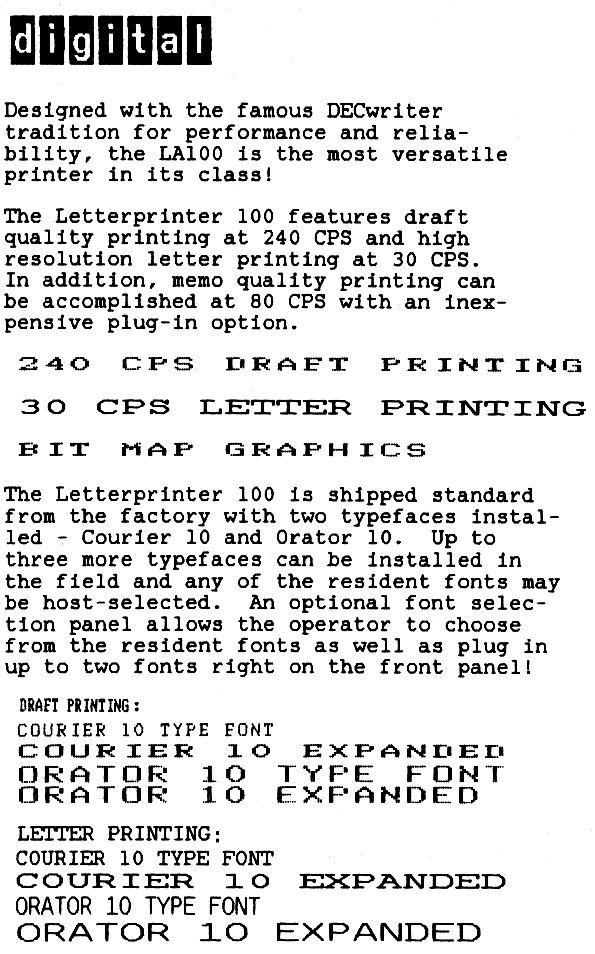 digital
Designed with the famous DECwriter
tradition for performance and relia-
bility, the LA100 is the most versatile
printer in its class!
The Letterprinter 100 features draft
quality printing at 240 CPS and high
resolution letter printing at 30 CPS.
In addition, memo quality printing can
be accomplished at 80 CPS with an inex-
pensive plug-in option.
240 CPS DRAFT PRINTING
30 CPS LETTER PRINTING
BIT MAP GRAPHICS
The Letterprinter 100 is shipped standard
from the factory with two typefaces instal-
led - Courier 10 and Orator 10.  Up to
three more typefaces can be installed in
the field and any of the resident fonts may
be host-selected.  An optional font selec-
tion panel allows the operator to choose
from the resident fonts as well as plug in
up to two fonts right on the front panel!
DRAFT PRINTING:
COURIER 10 TYPE FONT
COURIER 10 EXPANDED
ORATOR 10 TYPE FONT
ORATOR 10 EXPANDED
LETTER PRINTING:
COURIER 10 TYPE FONT
COURIER 10 EXPANDED
ORATOR 10 TYPE FONT
ORATOR 10 EXPANDED